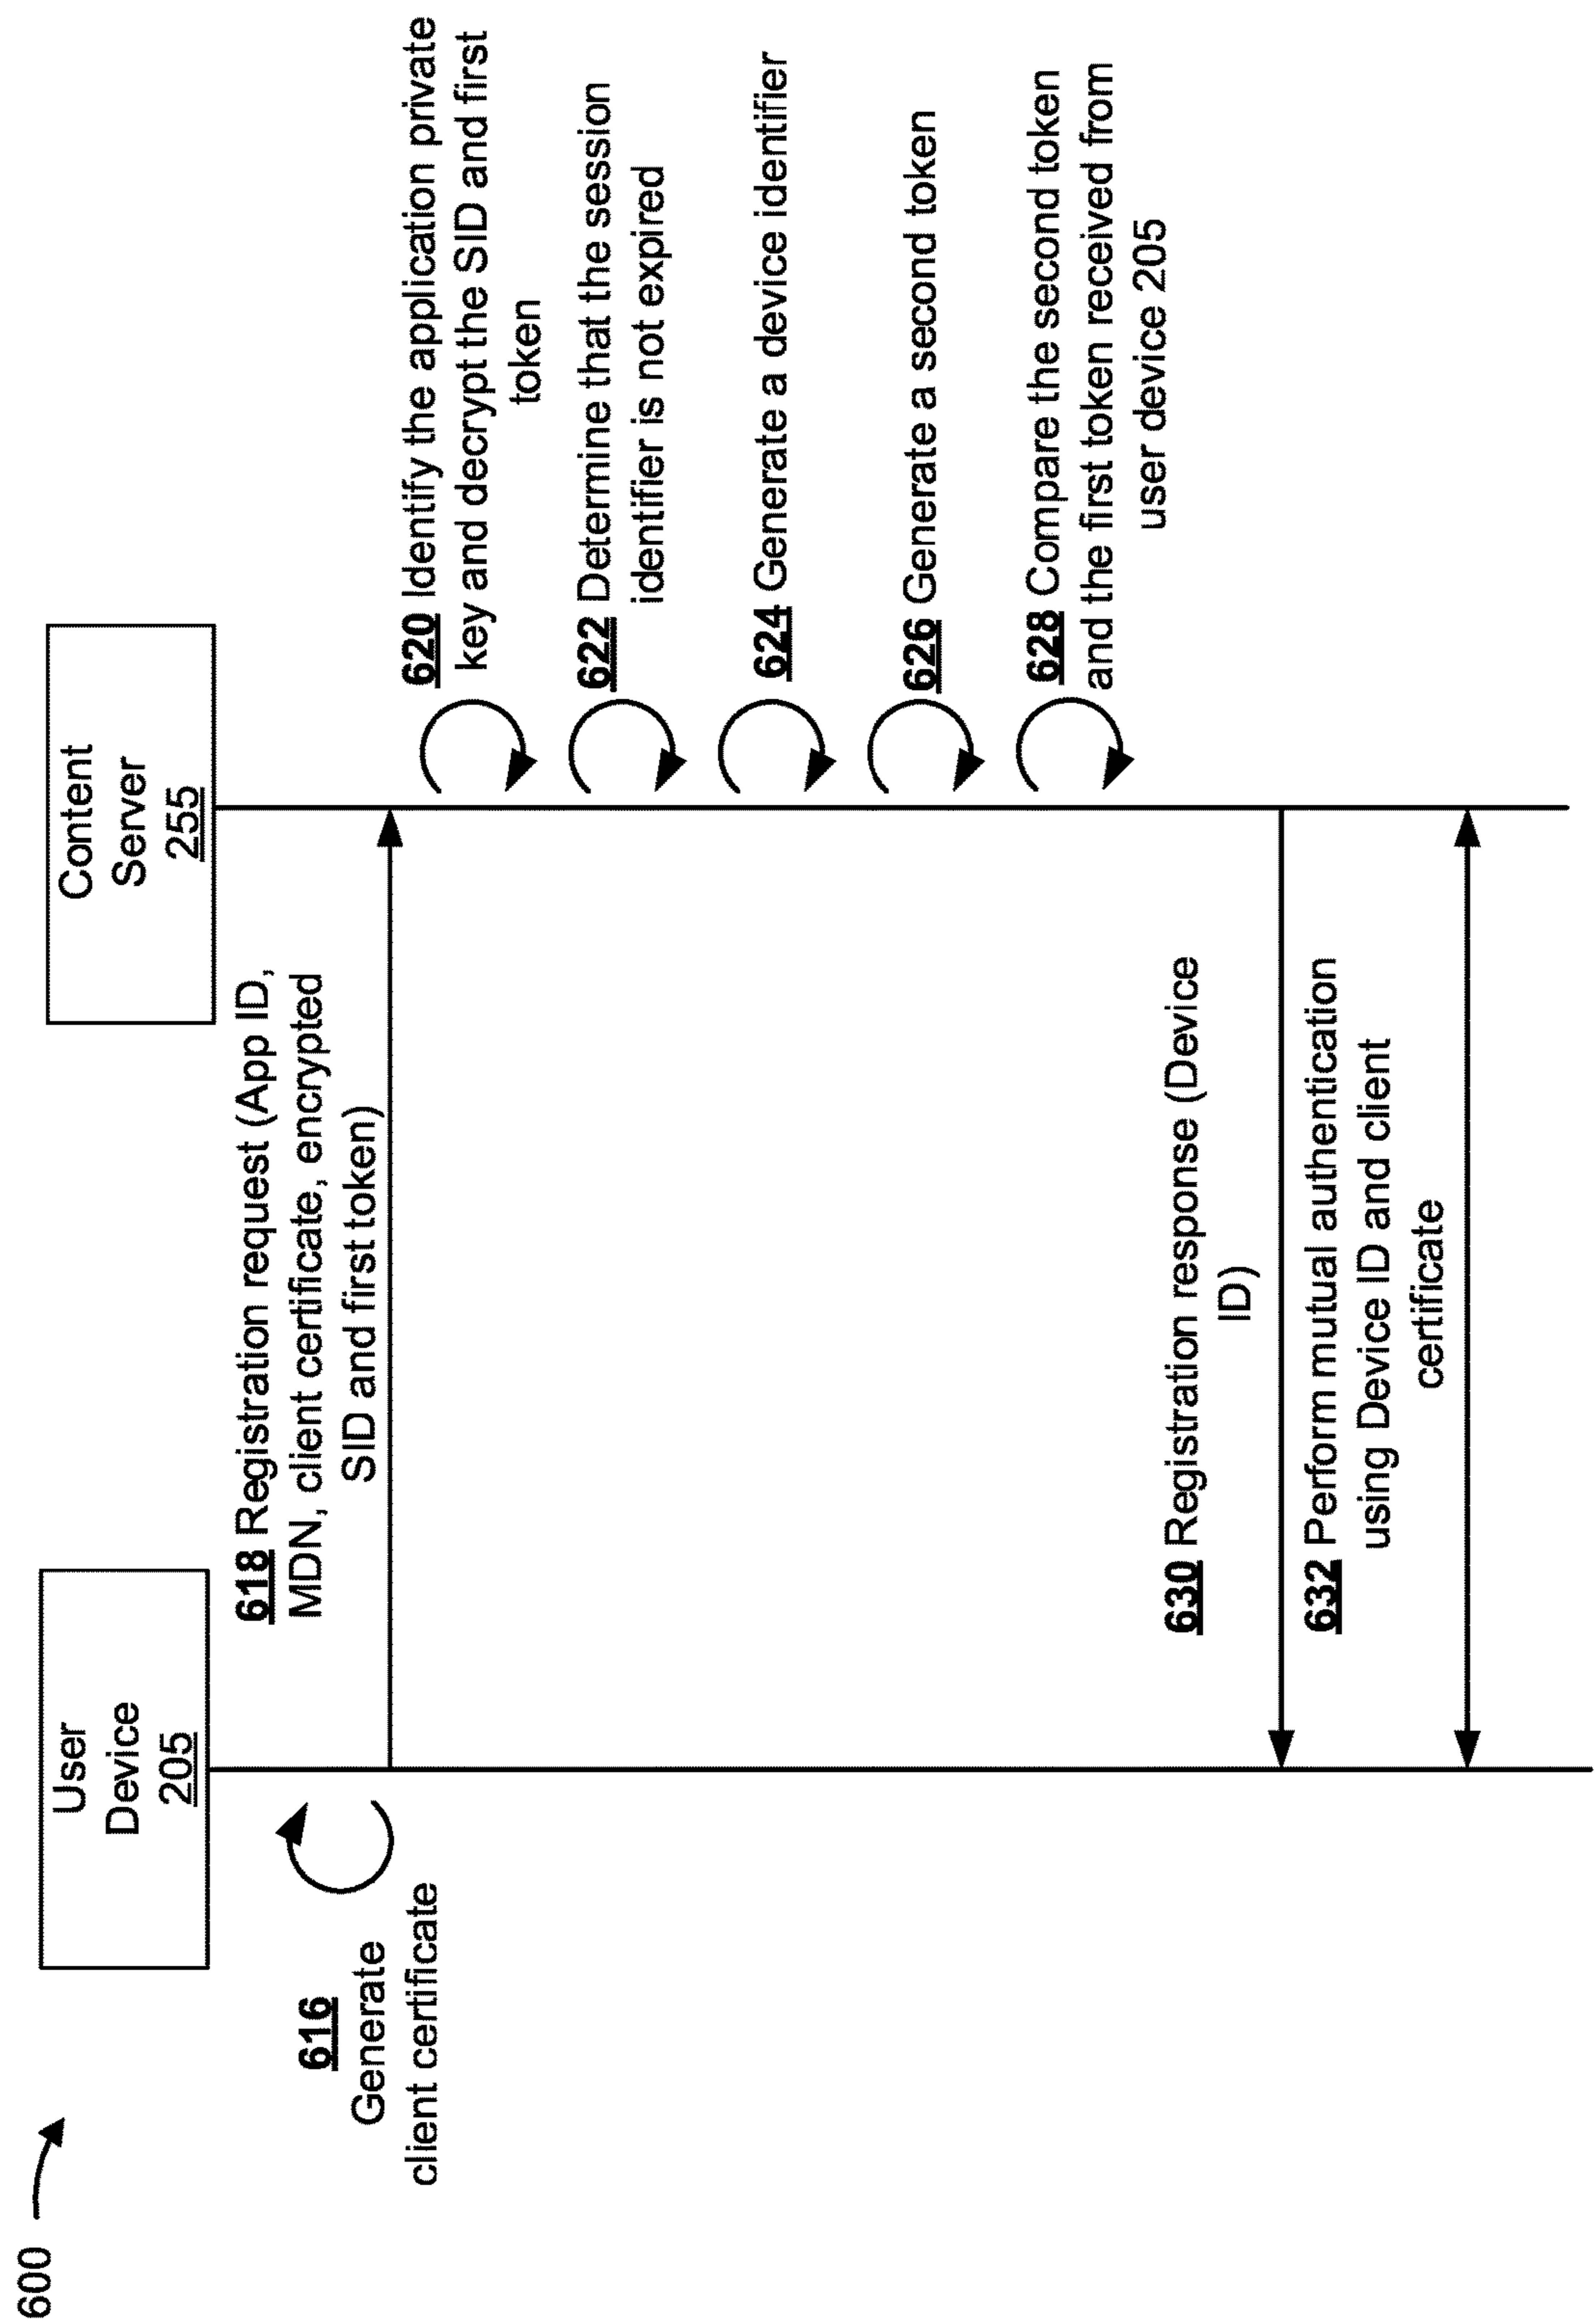 600
User
Device
205
Content
Server
255
616
Generate
client certificate
618 Registration request (App ID,
MDN, client certificate, encrypted
SID and first token)
620 Identify the application private
key and decrypt the SID and first
token
622 Determine that the session
identifier is not expired
624 Generate a device identifier
626 Generate a second token
628 Compare the second token
and the first token received from
user device 205
630 Registration response (Device
ID)
632 Perform mutual authentication
using Device ID and client
certificate